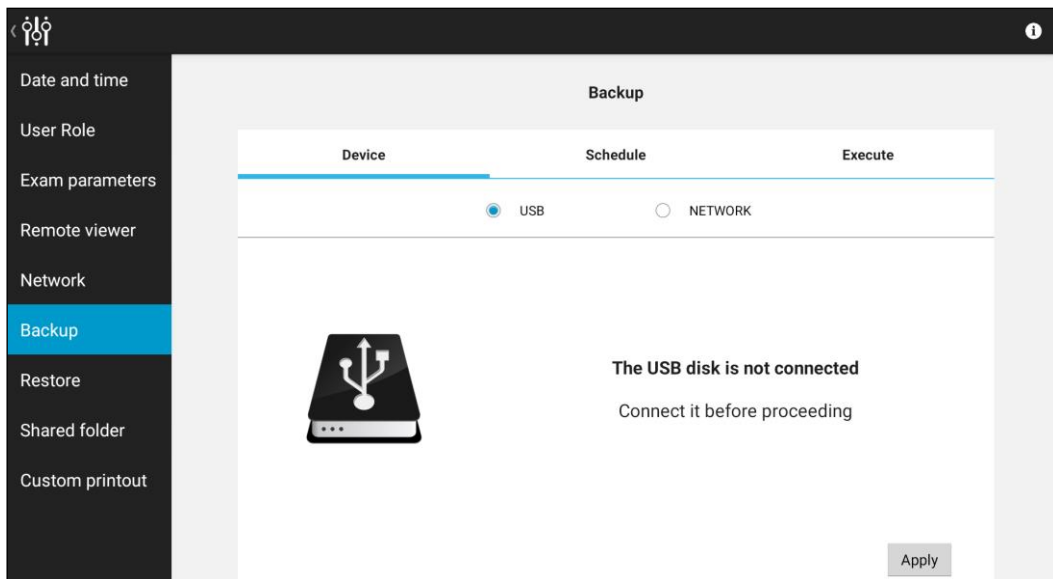 Date and time
User Role
Exam parameters
Remote viewer
Network
Backup
Restore
Shared folder
Custom printout
Backup
Device Schedule Execute
USB NETWORK
The USB disk is not connected
Connect it before proceeding
Apply